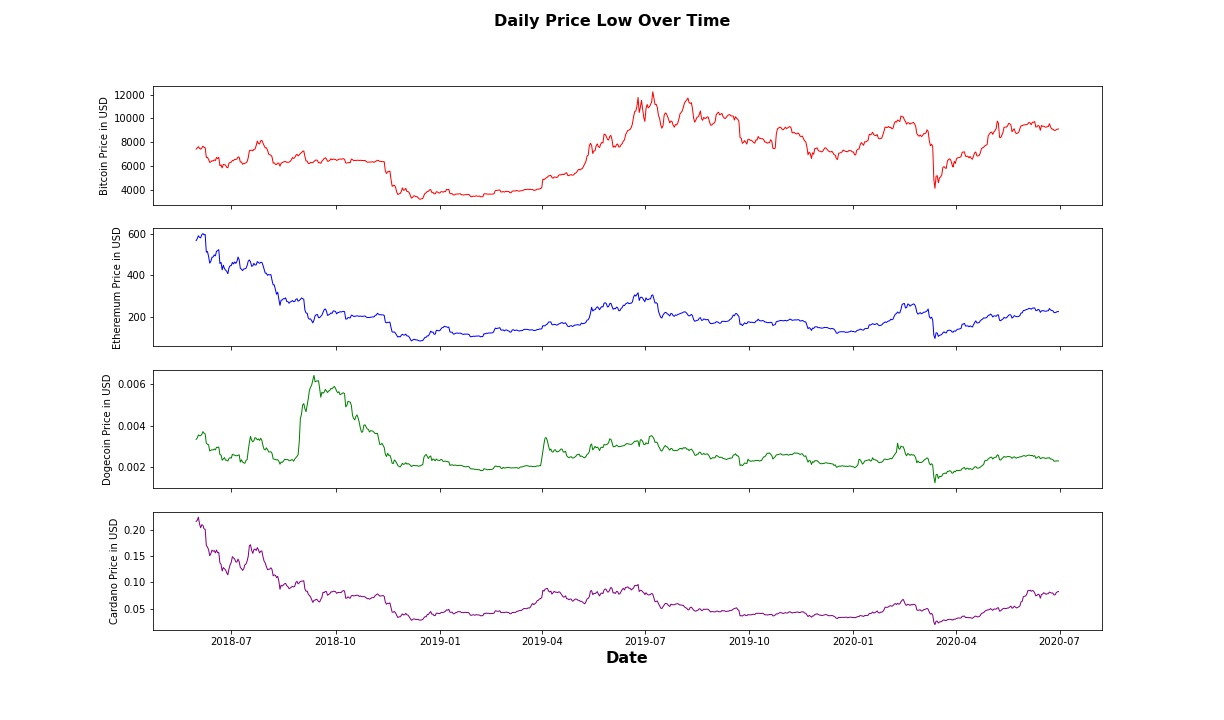 Daily Price Low Over Time
Bitcoin Price in USD
12000
10000
8000
6000
4000
Etheremum Price in USD
600
400
200
Dogecoin Price in USD
0.006
0.004
0.002
Cardano Price in USD
0.20
0.15
0.10
0.05
2018-07 2018-10 2019-01 2019-04 2019-07 2019-10 2020-01 2020-04 2020-07
Date